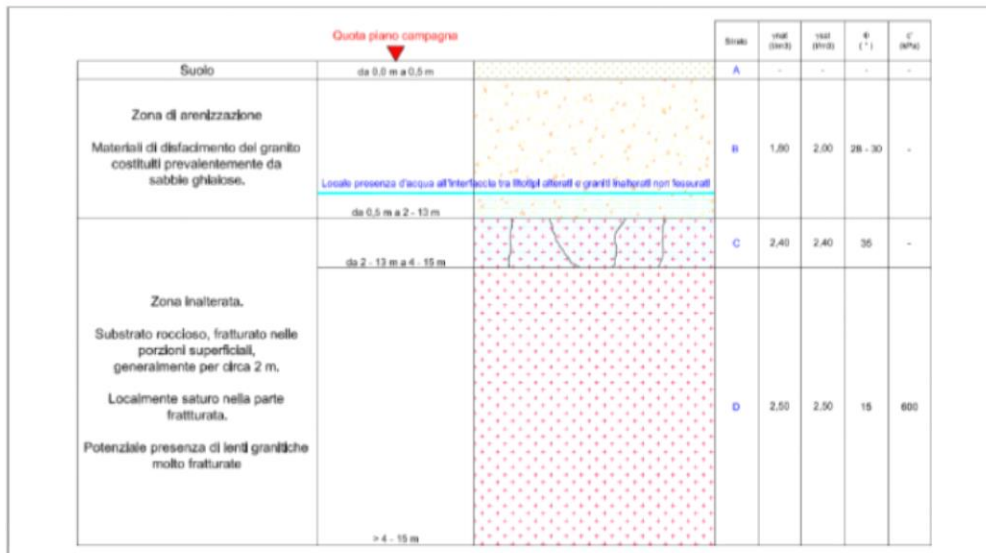 Quota piano campagna
Strato
γnat
(t/m3)
γsat
(t/m3)
Φ
( ° )
c'
(kPa)
Suolo
da 0,0 m a 0,5 m
A
-
-
-
-
Zona di arenizzazione
Materiali di disfacimento del granito
costituiti prevalentemente da
sabbie ghiaiose.
Locale presenza d'acqua all'interfaccia tra litotipi alterati e graniti inalterati non fessurati
da 0,5 m a 2 - 13 m
B
1,80
2,00
28 - 30
-
da 2 - 13 m a 4 - 15 m
C
2,40
2,40
35
-
Zona inalterata.
Substrato roccioso, fratturato nelle
porzioni superficiali,
generalmente per circa 2 m.
Localmente saturo nella parte
frattturata.
Potenziale presenza di lenti granitiche
molto fratturate
> 4 - 15 m
D
2,50
2,50
15
600